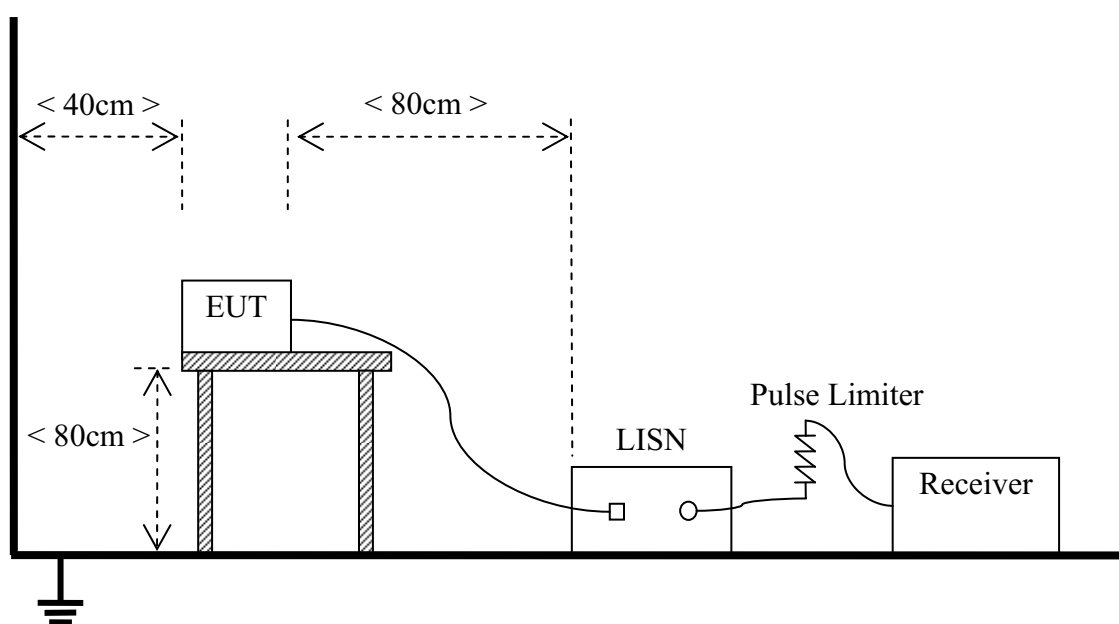 < 40cm >
< 80cm >
EUT
Pulse Limiter
< 80cm >
LISN
Receiver